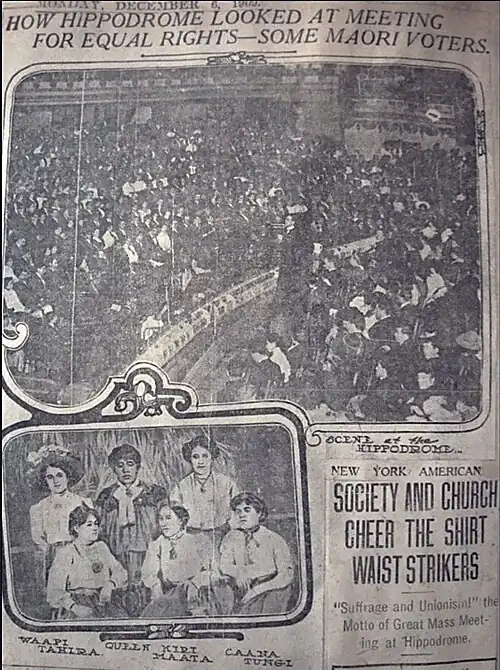 MONDAY, DECEMBER 6, 1909.
HOW HIPPODROME LOOKED AT MEETING
FOR EQUAL RIGHTS—SOME MAORI VOTERS.
SCENE at the
HIPPODROME...
NEW YORK AMERICAN
SOCIETY AND CHURCH
CHEER THE SHIRT
WAIST STRIKERS
"Suffrage and Unionism!" the
Motto of Great Mass Meet-
ing at Hippodrome.
WAAPI
TAHIRA
QUEEN KIRI
MAATA
CAANA
TUNG-I